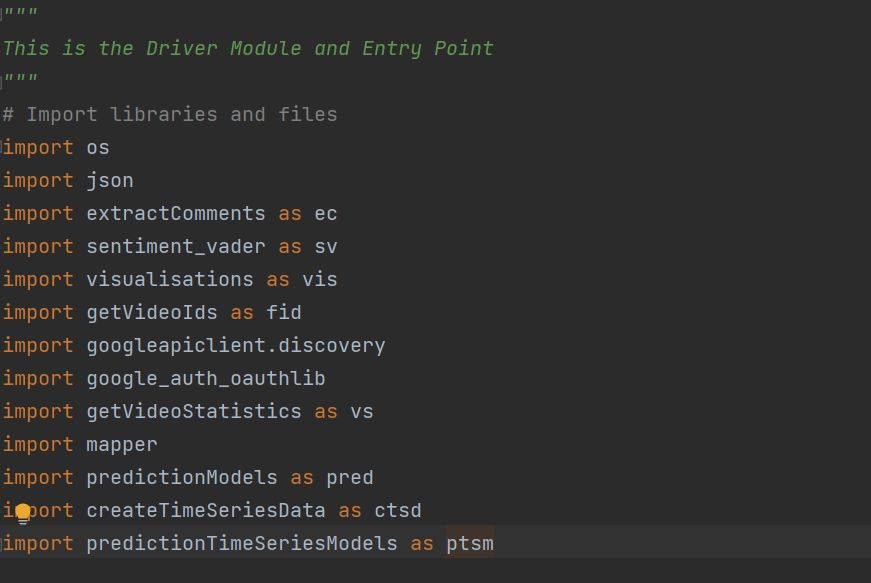 """
This is the Driver Module and Entry Point
"""
# Import libraries and files
import os
import json
import extractComments as ec
import sentiment_vader as sv
import visualisations as vis
import getVideoIds as fid
import googleapiclient.discovery
import google_auth_oauthlib
import getVideoStatistics as vs
import mapper
import predictionModels as pred
import createTimeSeriesData as ctsd
import predictionTimeSeriesModels as ptsm